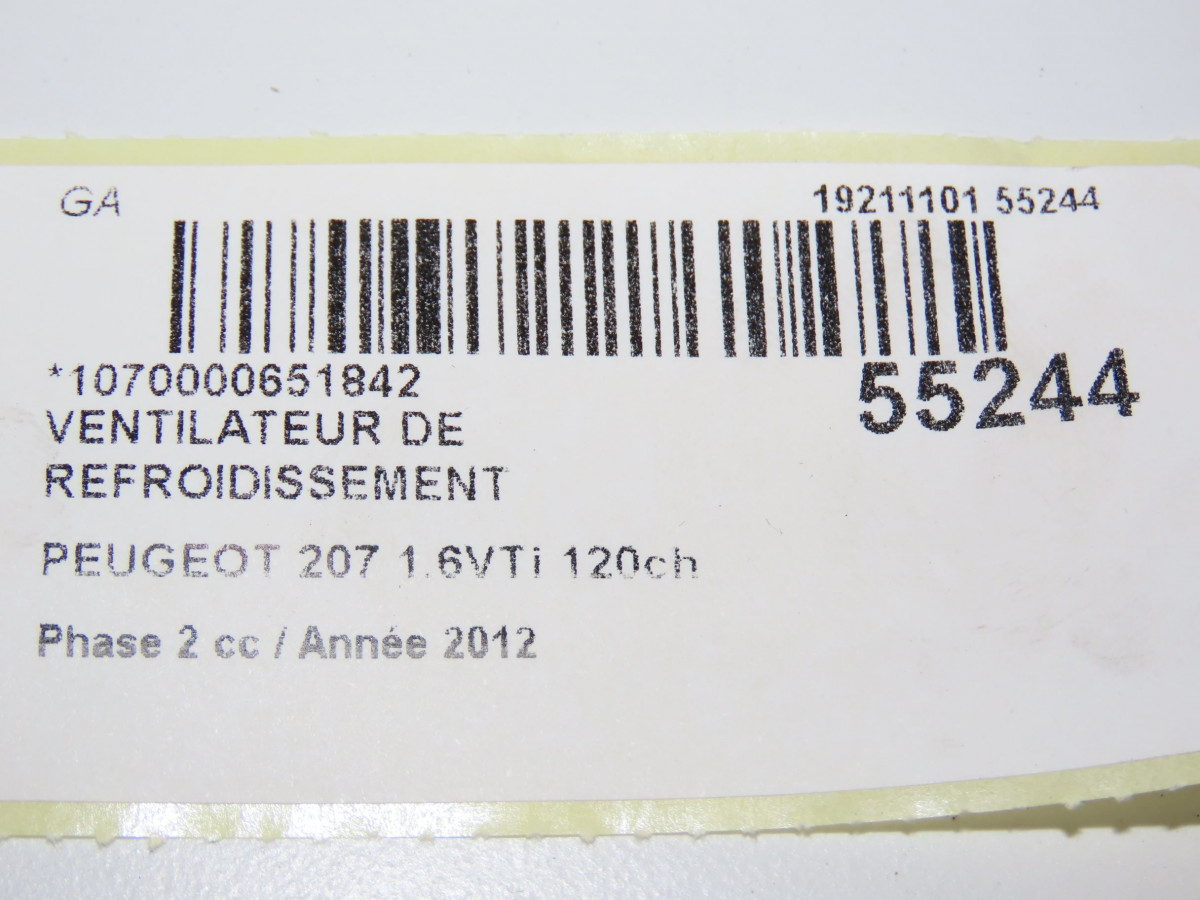 GA
19211101 55244
*1070000651842
55244
VENTILATEUR DE
REFROIDISSEMENT
PEUGEOT 207 1.6VTi 120ch
Phase 2 cc / Année 2012